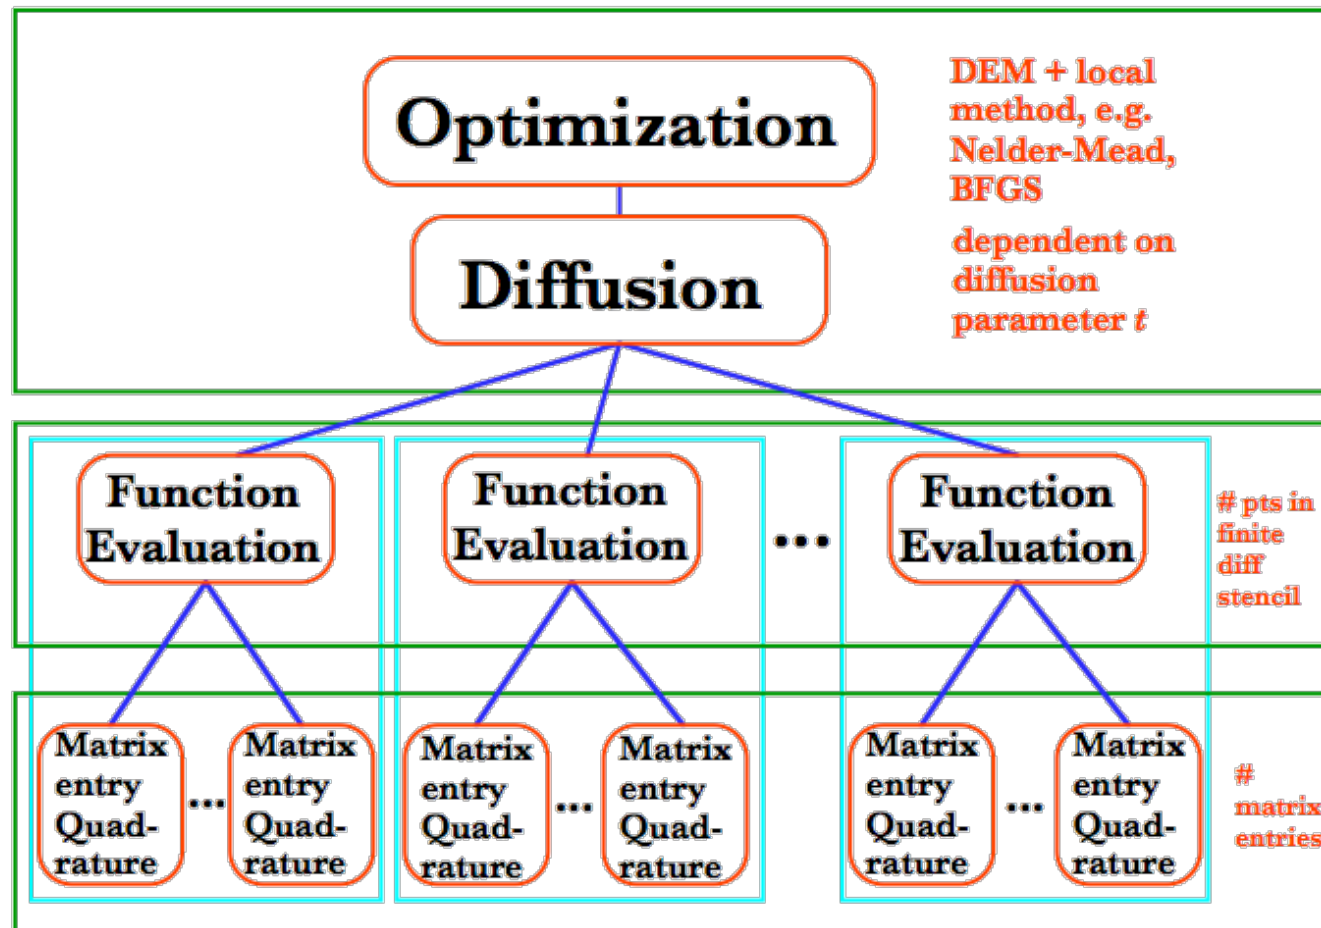 Optimization
DEM + local
method, e.g.
Nelder-Mead,
BFGS
Diffusion
dependent on
diffusion
parameter t
Function
Evaluation
Function
Evaluation
...
Function
Evaluation
# pts in
finite
diff
stencil
Matrix
entry
Quad-
rature
...
Matrix
entry
Quad-
rature
Matrix
entry
Quad-
rature
...
Matrix
entry
Quad-
rature
Matrix
entry
Quad-
rature
...
Matrix
entry
Quad-
rature
#
matrix
entries